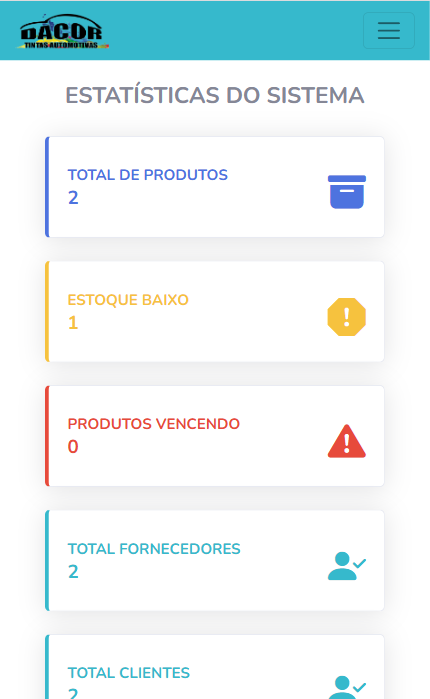 DACOR
TINTAS AUTOMOTIVAS
ESTATÍSTICAS DO SISTEMA
TOTAL DE PRODUTOS
2
ESTOQUE BAIXO
1
PRODUTOS VENCENDO
0
TOTAL FORNECEDORES
2
TOTAL CLIENTES
2